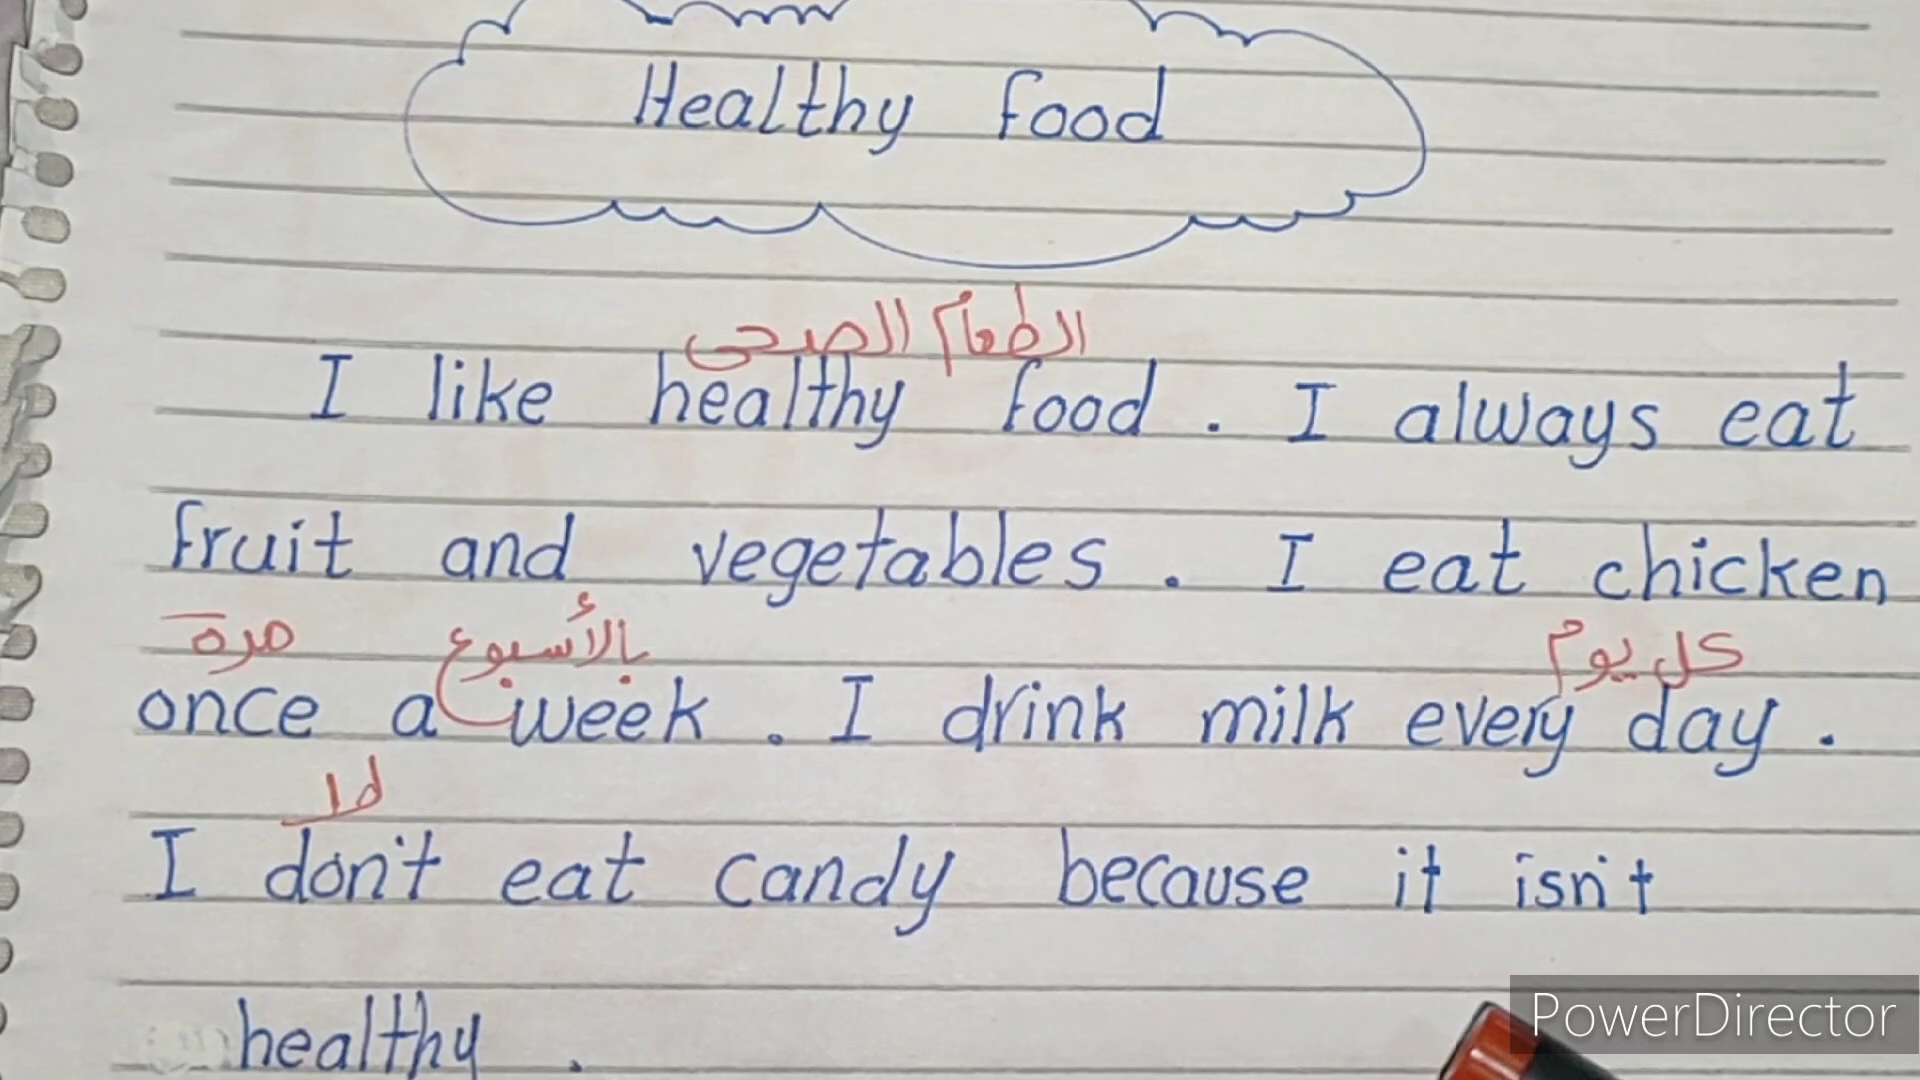 Healthy food
الطعام الصحى
I like healthy food. I always eat
fruit and vegetables. I eat chicken
مرة بالأسبوع كل يوم
once a week. I drink milk every day.
لا
I don't eat candy because it isn't
healthy.
PowerDirector